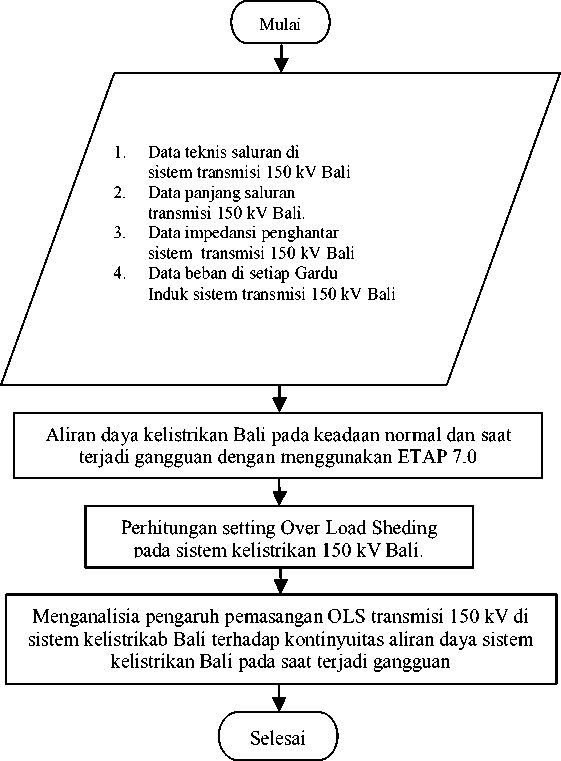 Mulai
1. Data teknis saluran di
sistem transmisi 150 kV Bali
2. Data panjang saluran
transmisi 150 kV Bali.
3. Data impedansi penghantar
sistem transmisi 150 kV Bali
4. Data beban di setiap Gardu
Induk sistem transmisi 150 kV Bali
Aliran daya kelistrikan Bali pada keadaan normal dan saat
terjadi gangguan dengan menggunakan ETAP 7.0
Perhitungan setting Over Load Sheding
pada sistem kelistrikan 150 kV Bali.
Menganalisia pengaruh pemasangan OLS transmisi 150 kV di
sistem kelistrikab Bali terhadap kontinyuitas aliran daya sistem
kelistrikan Bali pada saat terjadi gangguan
Selesai